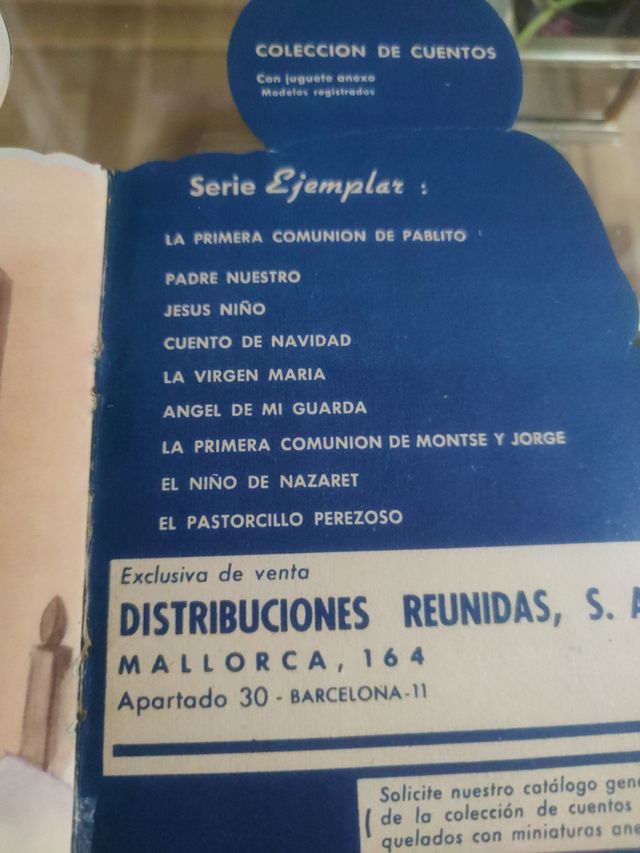 COLECCION DE CUENTOS
Con juguete anexo
Modelos registrados
Serie Ejemplar :
LA PRIMERA COMUNION DE PABLITO
PADRE NUESTRO
JESUS NIÑO
CUENTO DE NAVIDAD
LA VIRGEN MARIA
ANGEL DE MI GUARDA
LA PRIMERA COMUNION DE MONTSE Y JORGE
EL NIÑO DE NAZARET
EL PASTORCILLO PEREZOSO
Exclusiva de venta
DISTRIBUCIONES REUNIDAS, S. A
MALLORCA, 164
Apartado 30 - BARCELONA-11
Solicite nuestro catálogo gene
de la colección de cuentos
quelados con miniaturas ane